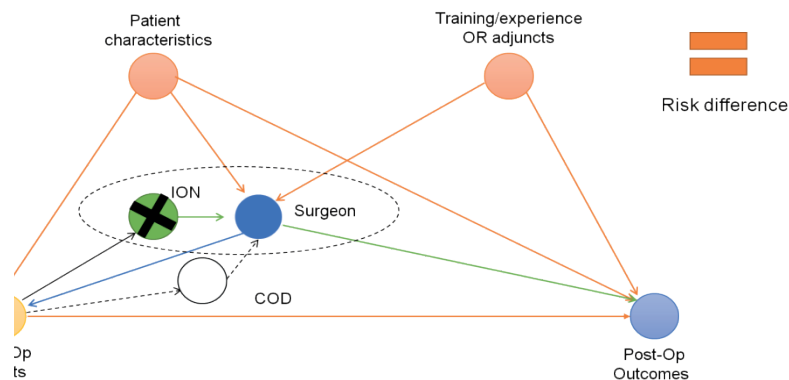 Patient
characteristics
Training/experience
OR adjuncts
Risk difference
ION
Surgeon
COD
Post-Op
Outcomes